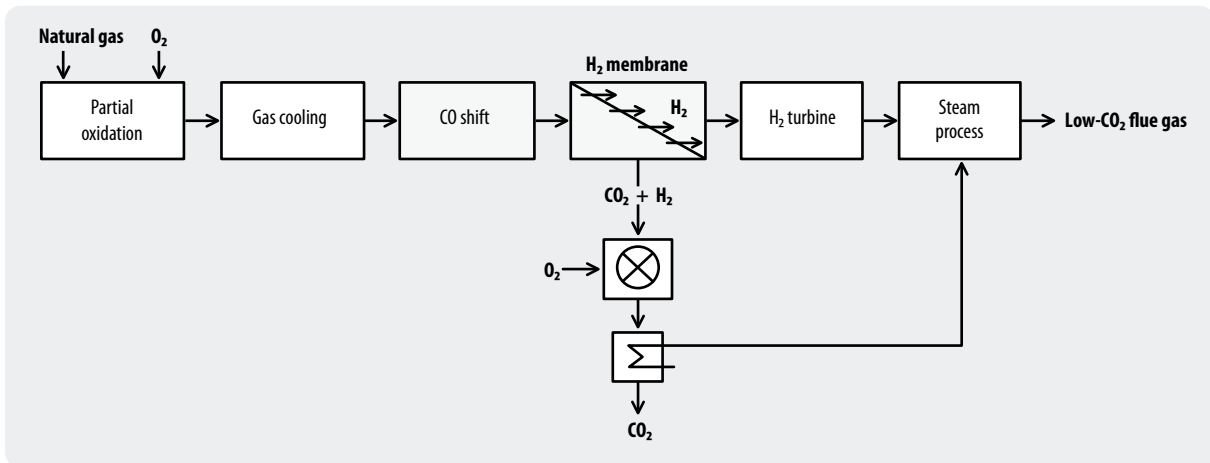 Natural gas
O₂
Partial
oxidation
Gas cooling
CO shift
H₂ membrane
H₂
H₂ turbine
Steam
process
Low-CO₂ flue gas
CO₂ + H₂
O₂
CO₂